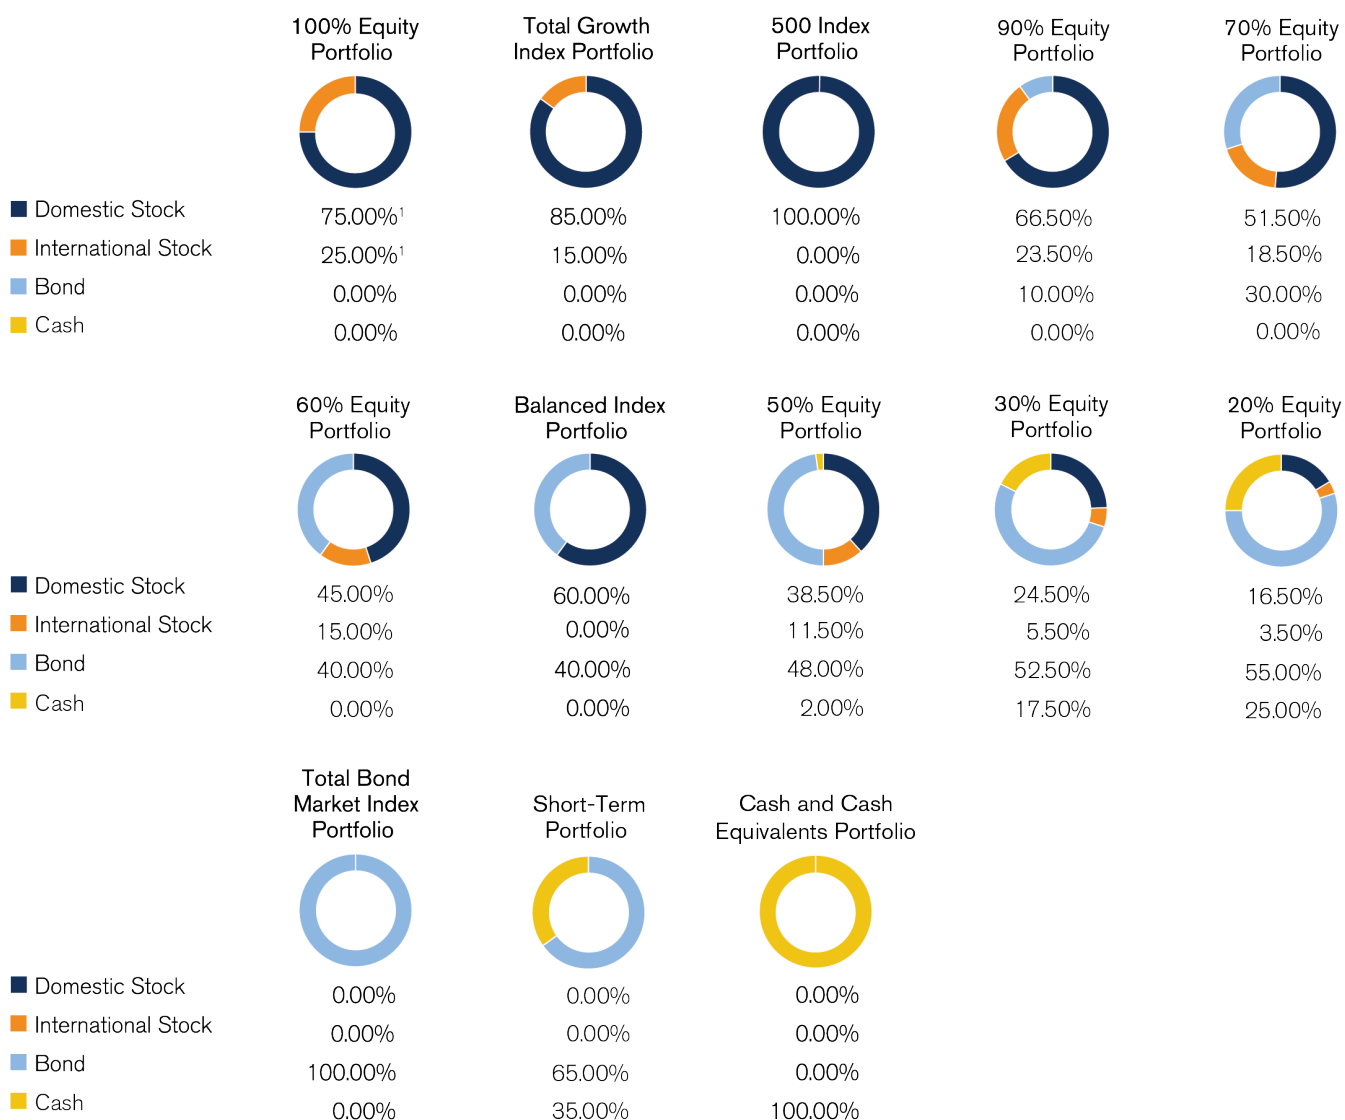 100% Equity Portfolio
Total Growth Index Portfolio
500 Index Portfolio
90% Equity Portfolio
70% Equity Portfolio
Domestic Stock 75.00%¹ 85.00% 100.00% 66.50% 51.50%
International Stock 25.00%¹ 15.00% 0.00% 23.50% 18.50%
Bond 0.00% 0.00% 0.00% 10.00% 30.00%
Cash 0.00% 0.00% 0.00% 0.00% 0.00%
60% Equity Portfolio
Balanced Index Portfolio
50% Equity Portfolio
30% Equity Portfolio
20% Equity Portfolio
Domestic Stock 45.00% 60.00% 38.50% 24.50% 16.50%
International Stock 15.00% 0.00% 11.50% 5.50% 3.50%
Bond 40.00% 40.00% 48.00% 52.50% 55.00%
Cash 0.00% 0.00% 2.00% 17.50% 25.00%
Total Bond Market Index Portfolio
Short-Term Portfolio
Cash and Cash Equivalents Portfolio
Domestic Stock 0.00% 0.00% 0.00%
International Stock 0.00% 0.00% 0.00%
Bond 100.00% 65.00% 0.00%
Cash 0.00% 35.00% 100.00%